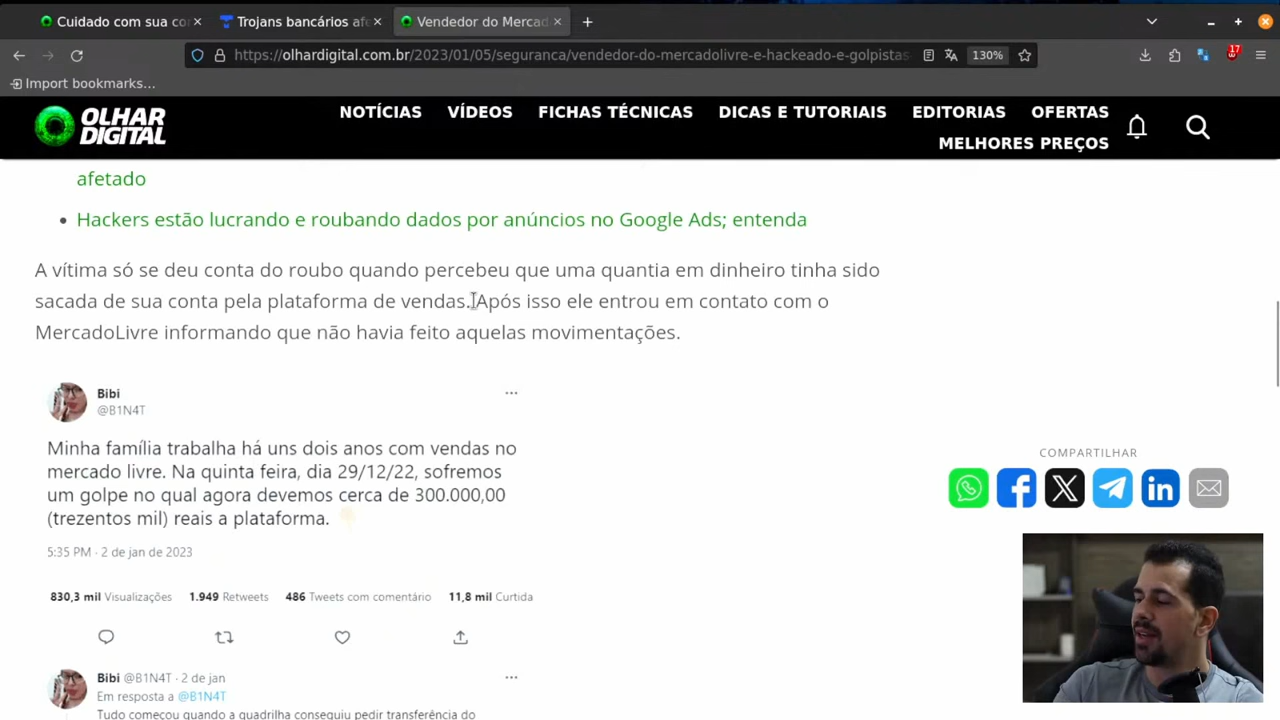 Cuidado com sua co
Trojans bancários afe
Vendedor do Mercad
https://olhardigital.com.br/2023/01/05/seguranca/vendedor-do-mercadolivre-e-hackeado-e-golpistas-
130%
17
Import bookmarks...
OLHAR
DIGITAL
NOTÍCIAS
VÍDEOS
FICHAS TÉCNICAS
DICAS E TUTORIAIS
EDITORIAS
OFERTAS
MELHORES PREÇOS
afetado
• Hackers estão lucrando e roubando dados por anúncios no Google Ads; entenda
A vítima só se deu conta do roubo quando percebeu que uma quantia em dinheiro tinha sido
sacada de sua conta pela plataforma de vendas. Após isso ele entrou em contato com o
MercadoLivre informando que não havia feito aquelas movimentações.
Bibi
@B1N4T
Minha família trabalha há uns dois anos com vendas no
mercado livre. Na quinta feira, dia 29/12/22, sofremos
um golpe no qual agora devemos cerca de 300.000,00
(trezentos mil) reais a plataforma.
5:35 PM · 2 de jan de 2023
830,3 mil Visualizações 1.949 Retweets 486 Tweets com comentário 11,8 mil Curtida
COMPARTILHAR
Bibi @B1N4T · 2 de jan
Em resposta a @B1N4T
Tudo começou quando a quadrilha conseguiu pedir transferência do